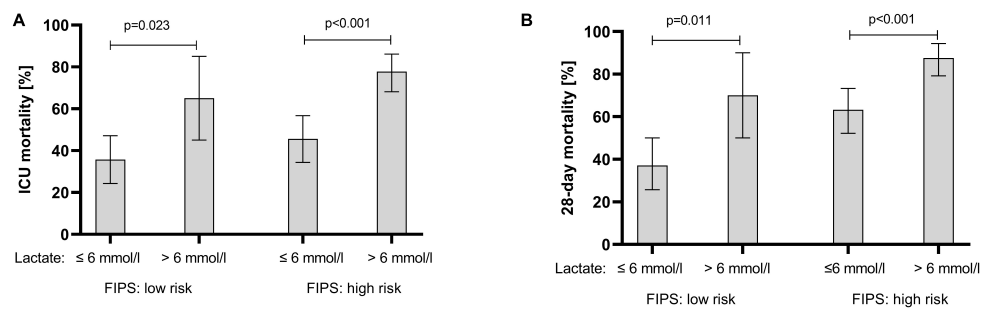 A
p=0.023
p<0.001
ICU mortality [%]
100
80
60
40
20
0
Lactate: ≤ 6 mmol/l > 6 mmol/l ≤ 6 mmol/l > 6 mmol/l
FIPS: low risk FIPS: high risk
B
p=0.011
p<0.001
28-day mortality [%]
100
80
60
40
20
0
Lactate: ≤ 6 mmol/l > 6 mmol/l ≤6 mmol/l > 6 mmol/l
FIPS: low risk FIPS: high risk